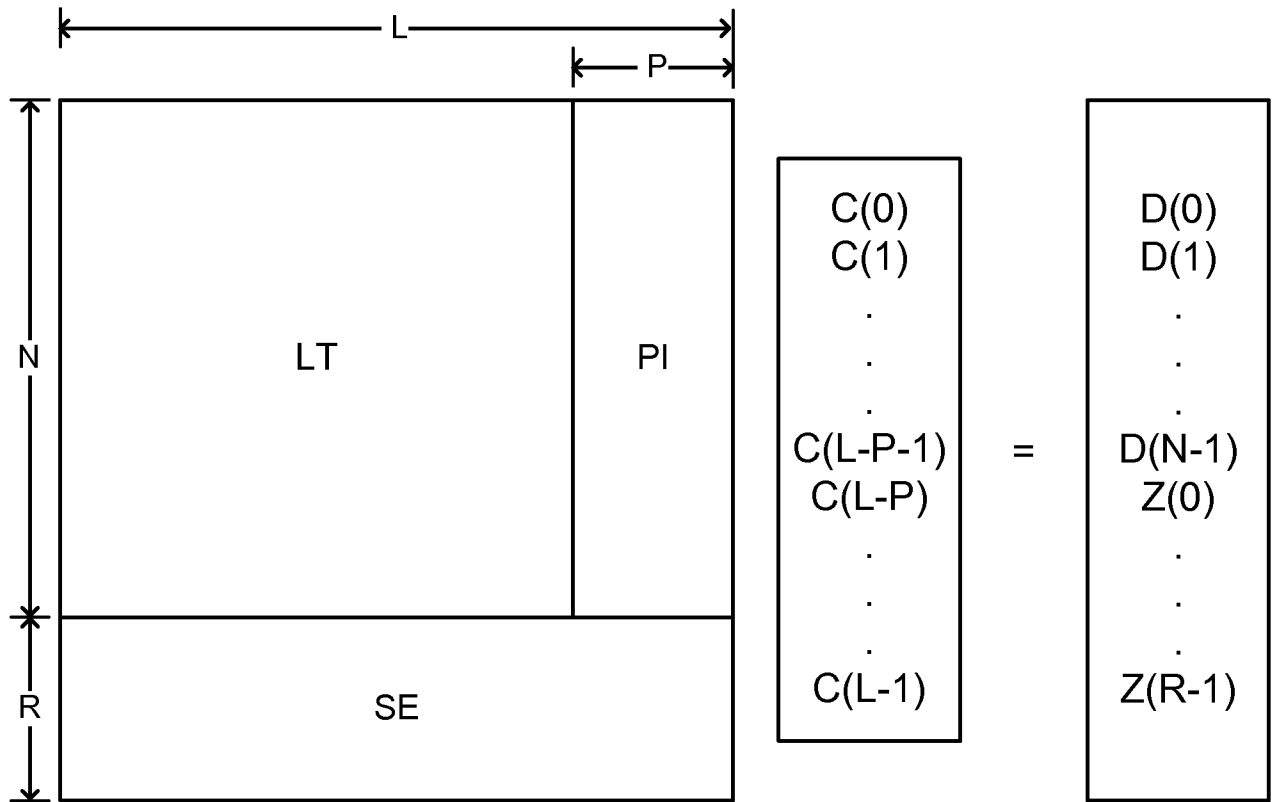 L
P
N
LT
PI
R
SE
C(0)
C(1)
.
.
.
C(L-P-1)
C(L-P)
.
.
.
C(L-1)
=
D(0)
D(1)
.
.
.
D(N-1)
Z(0)
.
.
.
Z(R-1)